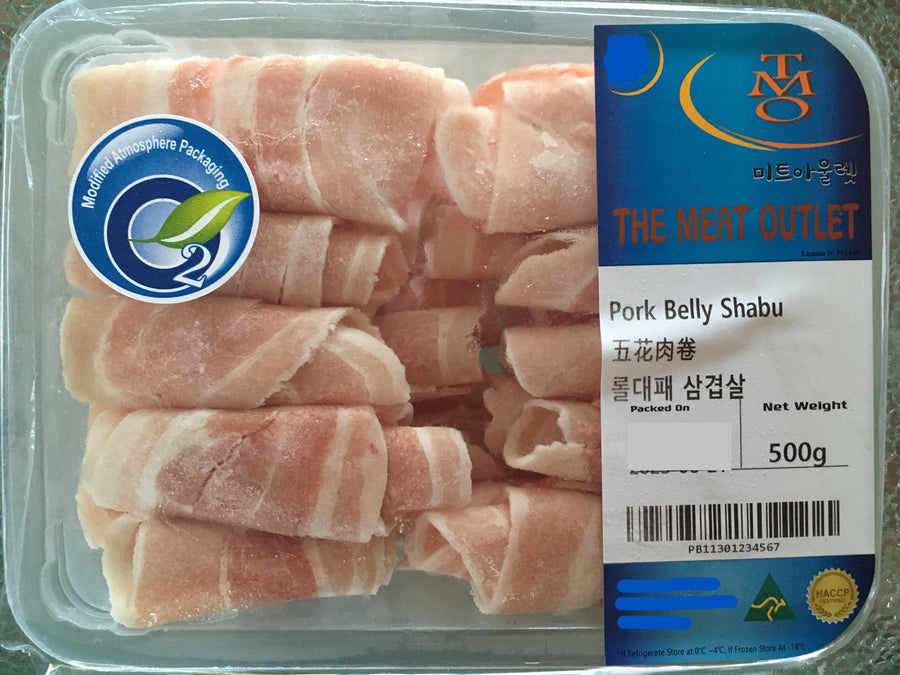 Modified Atmosphere Packaging
O2
TMO
미트아울렛
THE MEAT OUTLET
Licence N.
Pork Belly Shabu
五花肉卷
롤대패 삼겹살
Packed On
Net Weight
500g
PB11301234567
HACCP
CERTIFIED
If Refrigerate Store at 0℃ ~4℃, If Frozen Store At -18℃